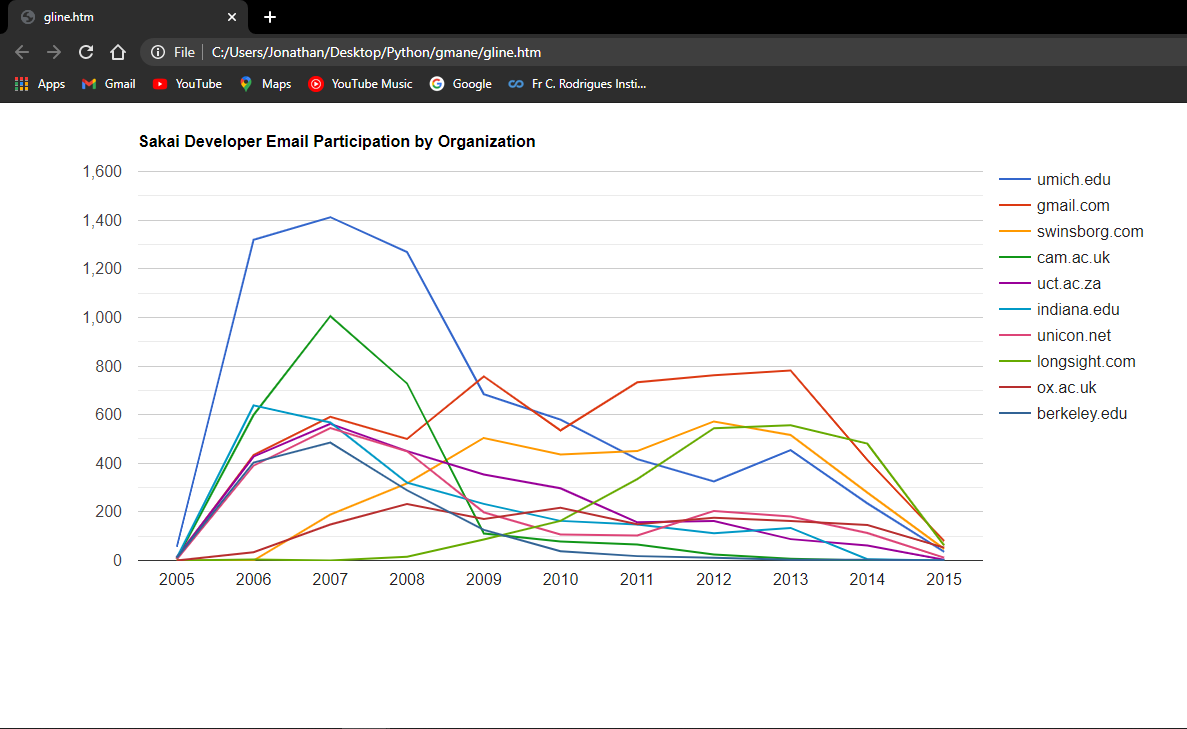 gline.htm
File C:/Users/Jonathan/Desktop/Python/gmane/gline.htm
Apps Gmail YouTube Maps YouTube Music Google Fr C. Rodrigues Insti...
Sakai Developer Email Participation by Organization
1,600
1,400
1,200
1,000
800
600
400
200
0
2005 2006 2007 2008 2009 2010 2011 2012 2013 2014 2015
umich.edu
gmail.com
swinsborg.com
cam.ac.uk
uct.ac.za
indiana.edu
unicon.net
longsight.com
ox.ac.uk
berkeley.edu